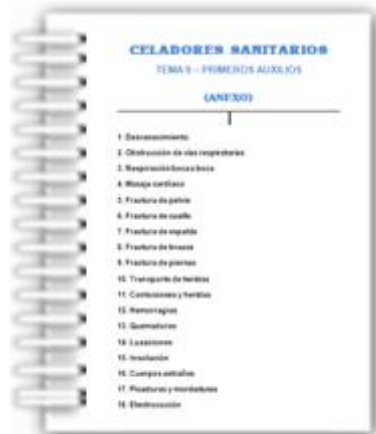 CELADORES SANITARIOS
TEMA 9 – PRIMEROS AUXILIOS
(ANEXO)
1. Desvanecimiento
2. Obstrucción de vías respiratorias
3. Respiración boca a boca
4. Masaje cardíaco
5. Fractura de pelvis
6. Fractura de cuello
7. Fractura de espalda
8. Fractura de brazos
9. Fractura de piernas
10. Transporte de heridos
11. Contusiones y heridas
12. Hemorragias
13. Quemaduras
14. Luxaciones
15. Insolación
16. Cuerpos extraños
17. Picaduras y mordeduras
18. Electrocución